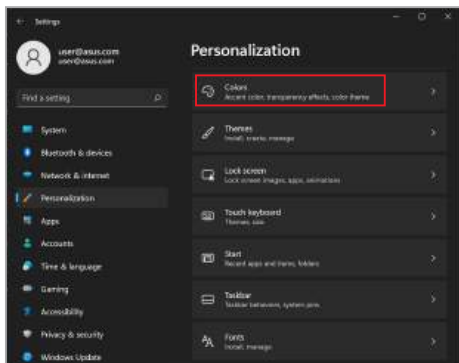 Settings
user@asus.com
user@asus.com
Find a setting
System
Bluetooth & devices
Network & internet
Personalization
Apps
Accounts
Time & language
Gaming
Accessibility
Privacy & security
Windows Update
Personalization
Colors
Accent color, transparency effects, color theme
Themes
Install, create, manage
Lock screen
Lock screen images, apps, animations
Touch keyboard
Themes, size
Start
Recent apps and items, folders
Taskbar
Taskbar behaviors, system pins
Fonts
Install, manage